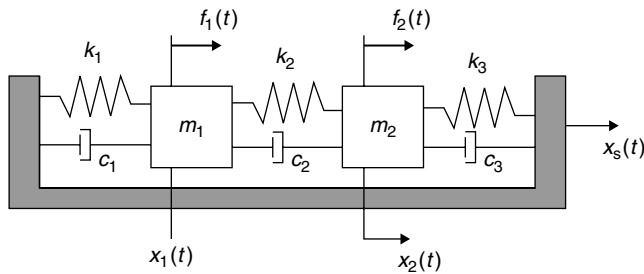 f₁(t)
f₂(t)
k₁
k₂
k₃
m₁
m₂
c₁
c₂
c₃
xₛ(t)
x₁(t)
x₂(t)